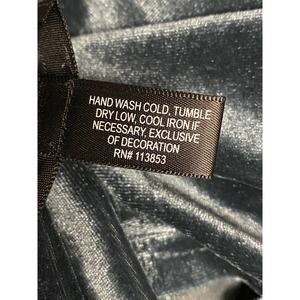 HAND WASH COLD, TUMBLE
DRY LOW, COOL IRON IF
NECESSARY, EXCLUSIVE
OF DECORATION
RN# 113853